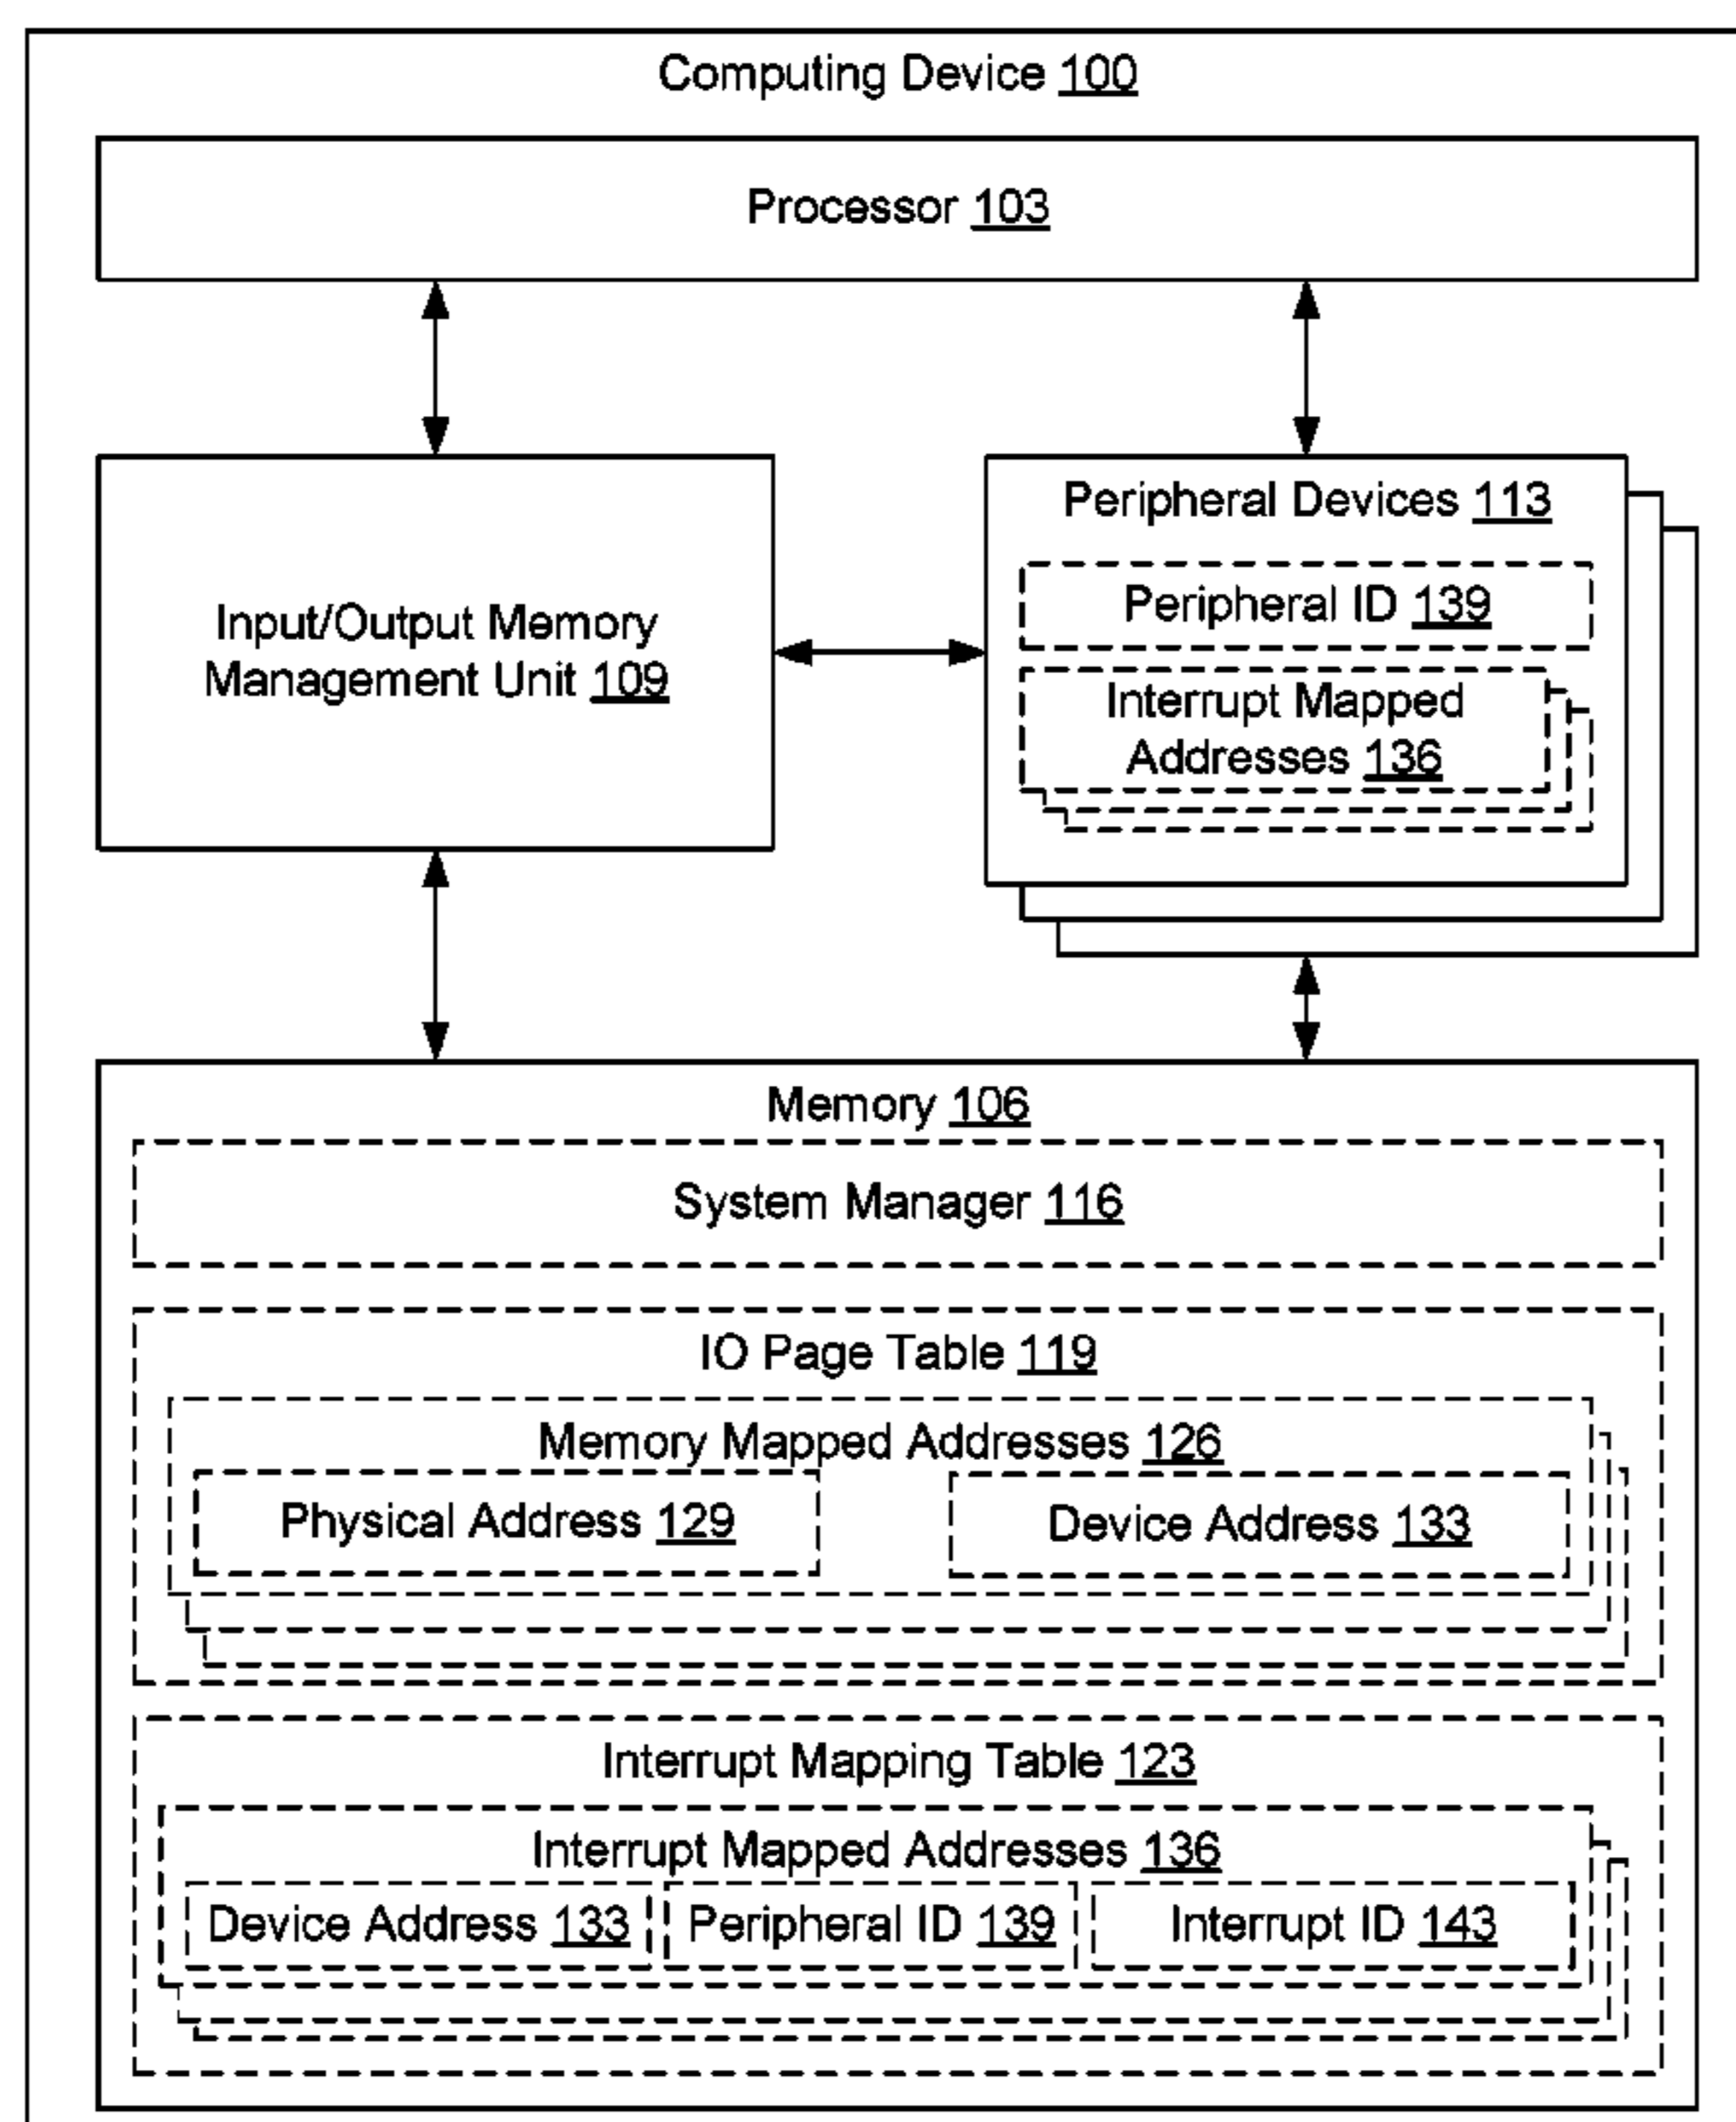 Computing Device 100
Processor 103
Input/Output Memory
Management Unit 109
Peripheral Devices 113
Peripheral ID 139
Interrupt Mapped
Addresses 136
Memory 106
System Manager 116
IO Page Table 119
Memory Mapped Addresses 126
Physical Address 129
Device Address 133
Interrupt Mapping Table 123
Interrupt Mapped Addresses 136
Device Address 133
Peripheral ID 139
Interrupt ID 143